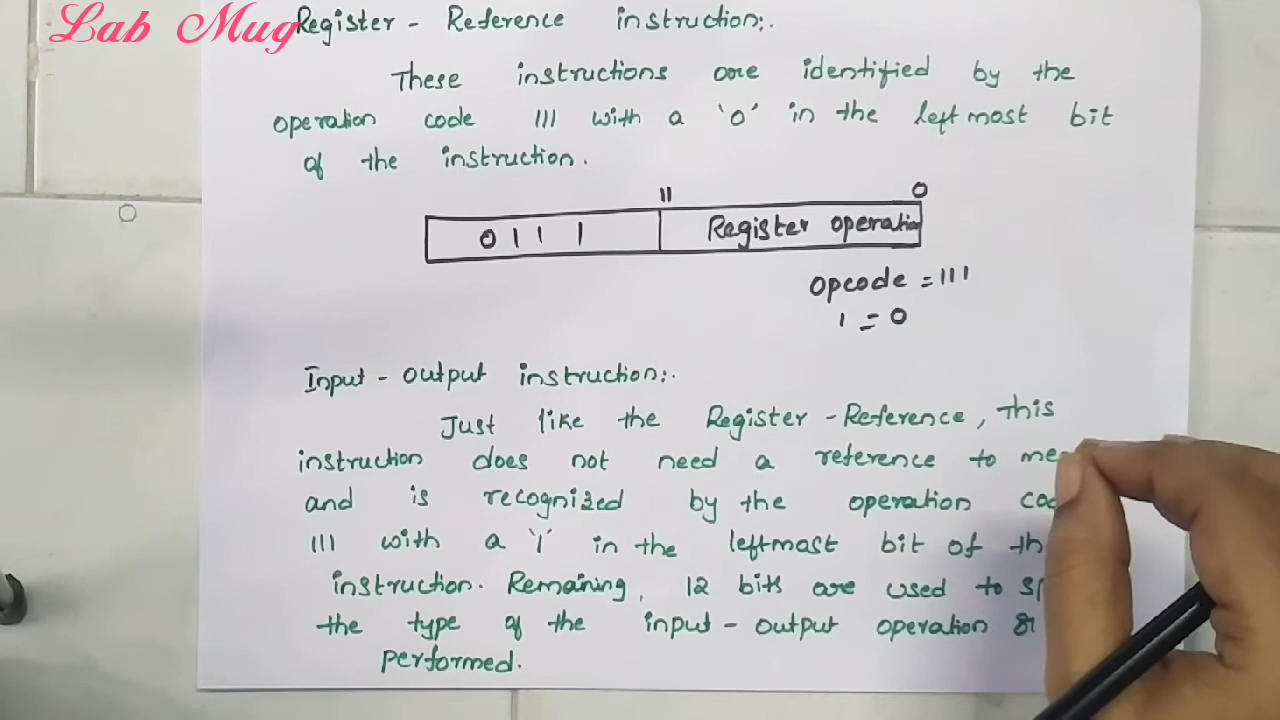 Lab Mug
Register - Reference instruction:.
These instructions are identified by the
operation code 111 with a '0' in the leftmost bit
of the instruction.
11 0
0 1 1 1 Register operation
opcode = 111
1 = 0
Input - output instruction:.
Just like the Register - Reference, this
instruction does not need a reference to
and is recognized by the operation
111 with a '1' in the leftmost bit of
instruction. Remaining, 12 bits are used to
the type of the input - output operation
performed.